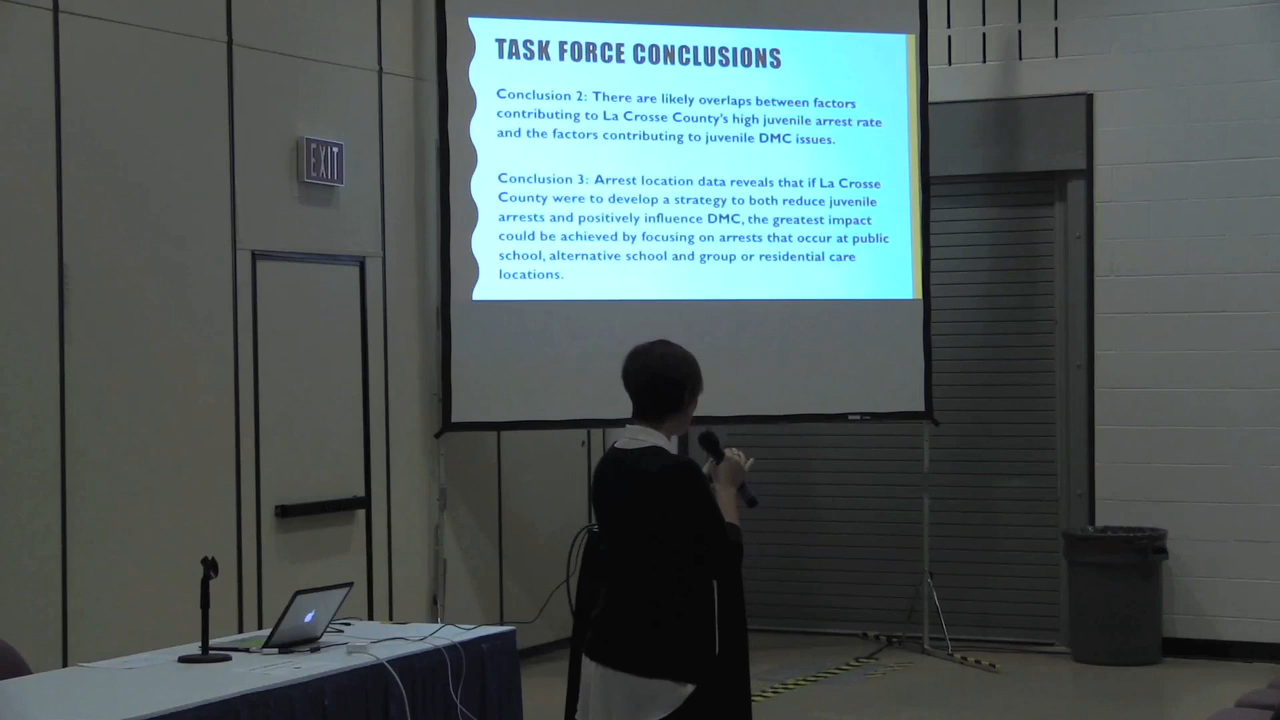 TASK FORCE CONCLUSIONS
Conclusion 2: There are likely overlaps between factors
contributing to La Crosse County's high juvenile arrest rate
and the factors contributing to juvenile DMC issues.
Conclusion 3: Arrest location data reveals that if La Crosse
County were to develop a strategy to both reduce juvenile
arrests and positively influence DMC, the greatest impact
could be achieved by focusing on arrests that occur at public
school, alternative school and group or residential care
locations.
EXIT